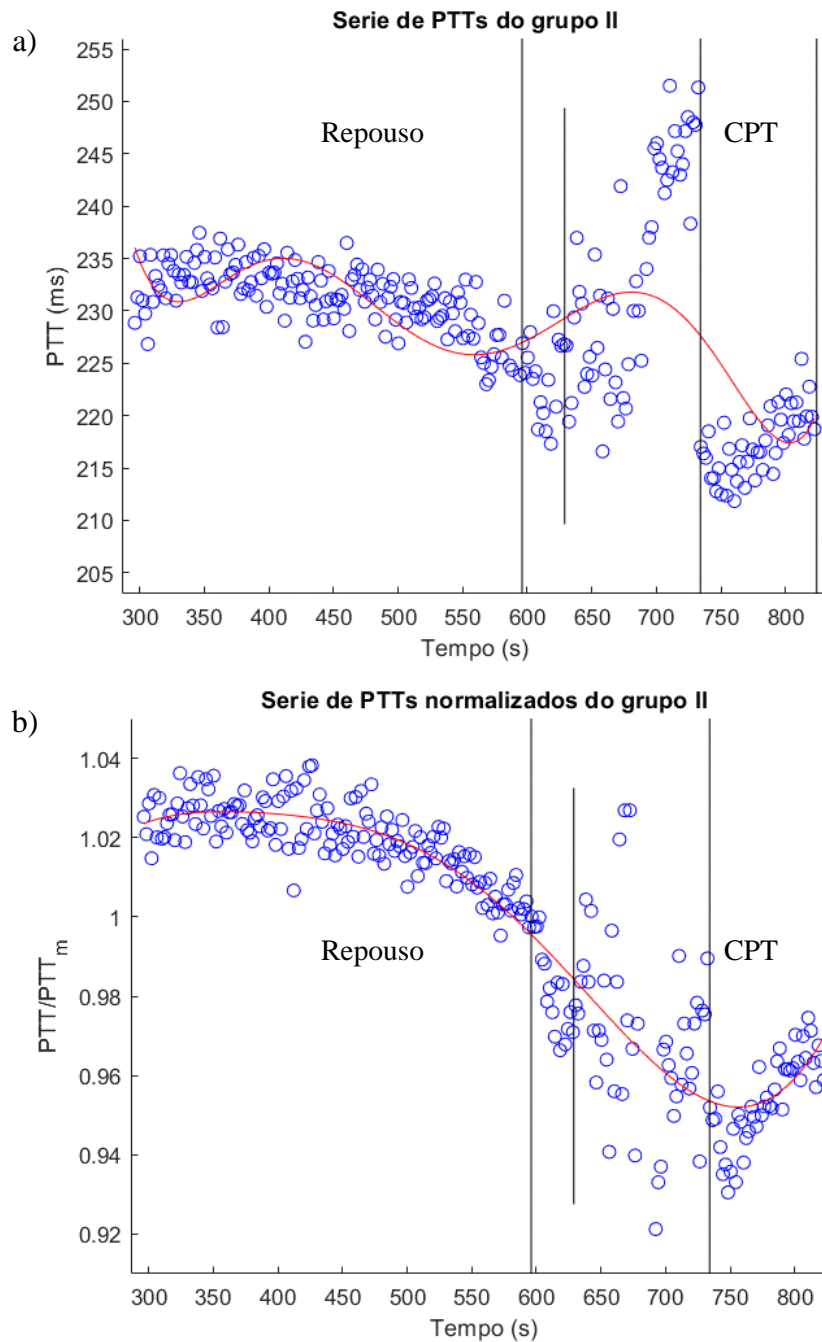 a)
Serie de PTTs do grupo II
255
250
245
240
235
230
225
220
215
210
205
PTT (ms)
Repouso
CPT
300 350 400 450 500 550 600 650 700 750 800
Tempo (s)
b)
Serie de PTTs normalizados do grupo II
1.04
1.02
1
0.98
0.96
0.94
0.92
PTT/PTT_m
Repouso
CPT
300 350 400 450 500 550 600 650 700 750 800
Tempo (s)